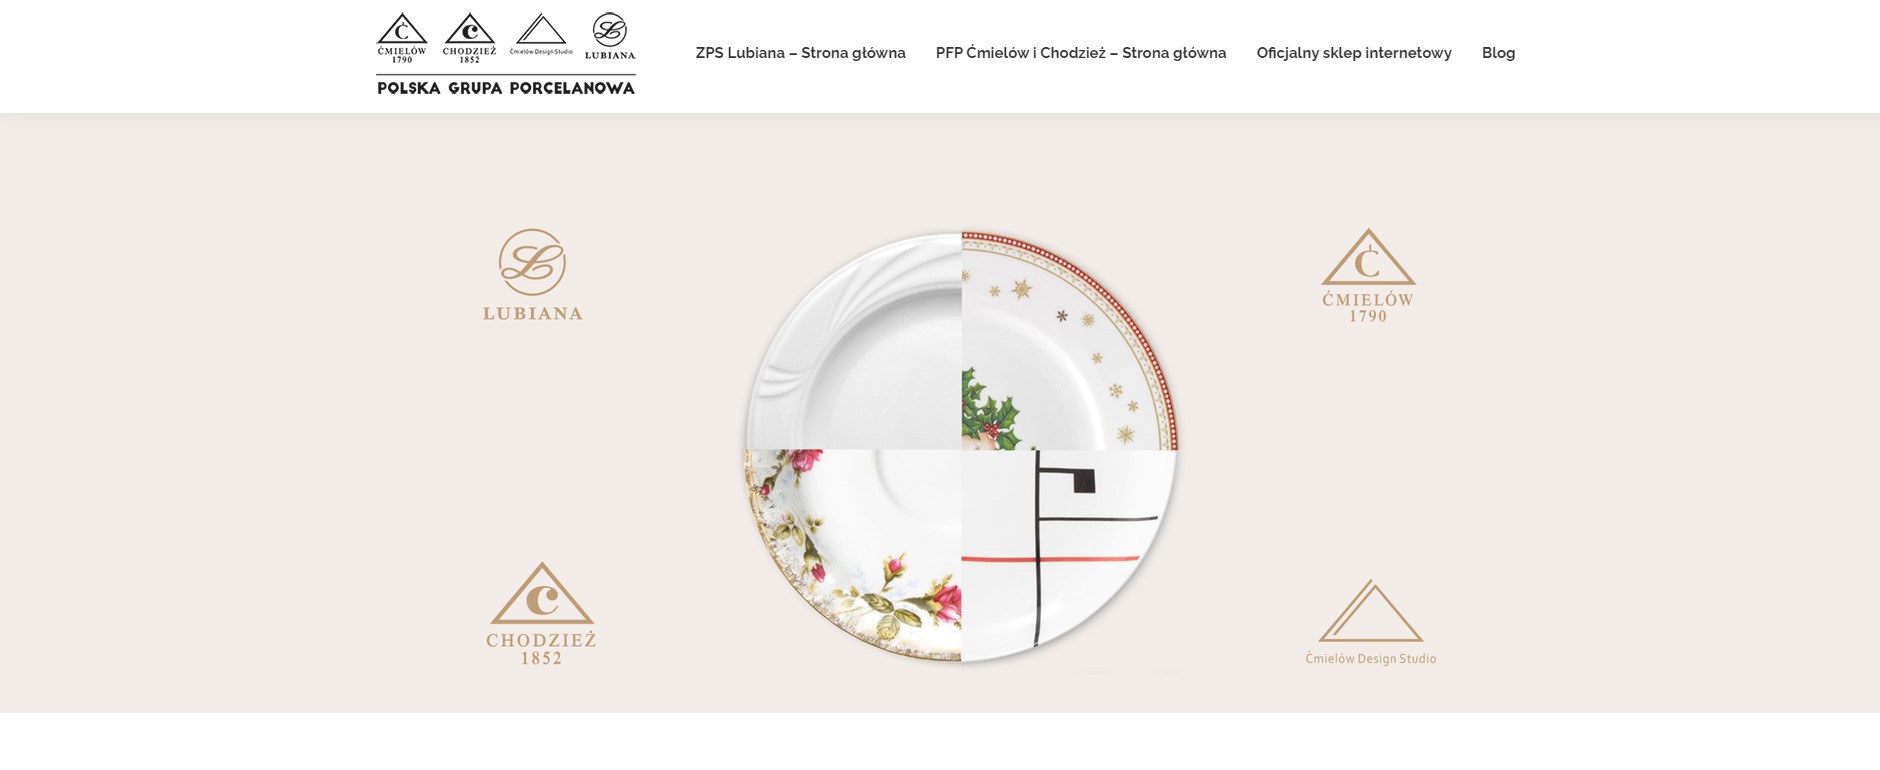 ĆMIELÓW
1790
CHODZIEŻ
1852
Ćmielów Design Studio
LUBIANA
POLSKA GRUPA PORCELANOWA
ZPS Lubiana – Strona główna
PFP Ćmielów i Chodzież – Strona główna
Oficjalny sklep internetowy
Blog
L
LUBIANA
Ć
ĆMIELÓW
1790
C
CHODZIEŻ
1852
Ćmielów Design Studio